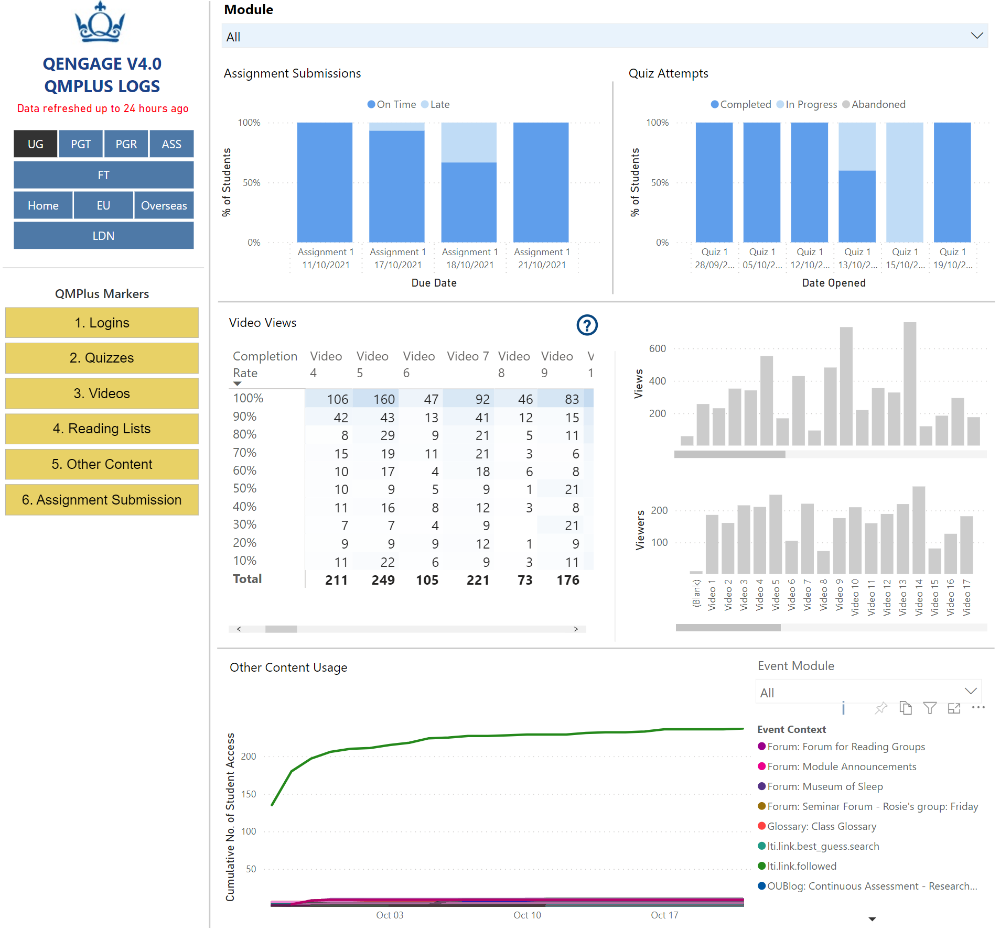 QENGAGE V4.0
QMPLUS LOGS
Data refreshed up to 24 hours ago
UG PGT PGR ASS
FT
Home EU Overseas
LDN
QMPlus Markers
1. Logins
2. Quizzes
3. Videos
4. Reading Lists
5. Other Content
6. Assignment Submission
Module
All
Assignment Submissions
On Time Late
% of Students
100%
50%
0%
Assignment 1 Assignment 1 Assignment 1 Assignment 1
11/10/2021 17/10/2021 18/10/2021 21/10/2021
Due Date
Quiz Attempts
Completed In Progress Abandoned
% of Students
100%
50%
0%
Quiz 1 Quiz 1 Quiz 1 Quiz 1 Quiz 1 Quiz 1
28/09/2... 05/10/2... 12/10/2... 13/10/2... 15/10/2... 19/10/2...
Date Opened
Video Views
?
Completion Video Video Video Video 7 Video Video V
Rate 4 5 6 8 9 1
100% 106 160 47 92 46 83
90% 42 43 13 41 12 15
80% 8 29 9 21 5 11
70% 15 19 11 21 3 6
60% 10 17 4 18 6 8
50% 10 9 5 9 1 21
40% 11 16 8 12 3 8
30% 7 7 4 9 21
20% 9 9 9 12 1 9
10% 11 22 6 9 3 11
Total 211 249 105 221 73 176
Views
600
400
200
Viewers
200
100
(Blank) Video 1 Video 2 Video 3 Video 4 Video 5 Video 6 Video 7 Video 8 Video 9 Video 10 Video 11 Video 12 Video 13 Video 14 Video 15 Video 16 Video 17
Other Content Usage
Cumulative No. of Student Access
200
150
100
50
Oct 03 Oct 10 Oct 17
Event Module
All
i
Event Context
Forum: Forum for Reading Groups
Forum: Module Announcements
Forum: Museum of Sleep
Forum: Seminar Forum - Rosie's group: Friday
Glossary: Class Glossary
lti.link.best_guess.search
lti.link.followed
OUBlog: Continuous Assessment - Research...